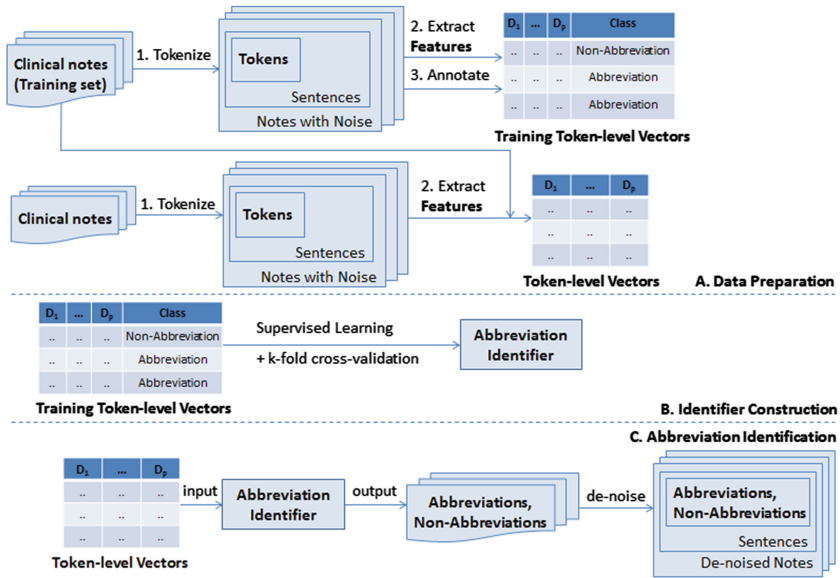 Clinical notes
(Training set)
1. Tokenize
Tokens
Sentences
Notes with Noise
2. Extract
Features
3. Annotate
D1 ... Dp Class
.. .. .. Non-Abbreviation
.. .. .. Abbreviation
.. .. .. Abbreviation
Training Token-level Vectors
Clinical notes
1. Tokenize
Tokens
Sentences
Notes with Noise
2. Extract
Features
D1 ... Dp
.. .. ..
.. .. ..
.. .. ..
Token-level Vectors
A. Data Preparation
D1 ... Dp Class
.. .. .. Non-Abbreviation
.. .. .. Abbreviation
.. .. .. Abbreviation
Training Token-level Vectors
Supervised Learning
+ k-fold cross-validation
Abbreviation
Identifier
B. Identifier Construction
C. Abbreviation Identification
D1 ... Dp
.. .. ..
.. .. ..
.. .. ..
Token-level Vectors
input
Abbreviation
Identifier
output
Abbreviations,
Non-Abbreviations
de-noise
Abbreviations,
Non-Abbreviations
Sentences
De-noised Notes